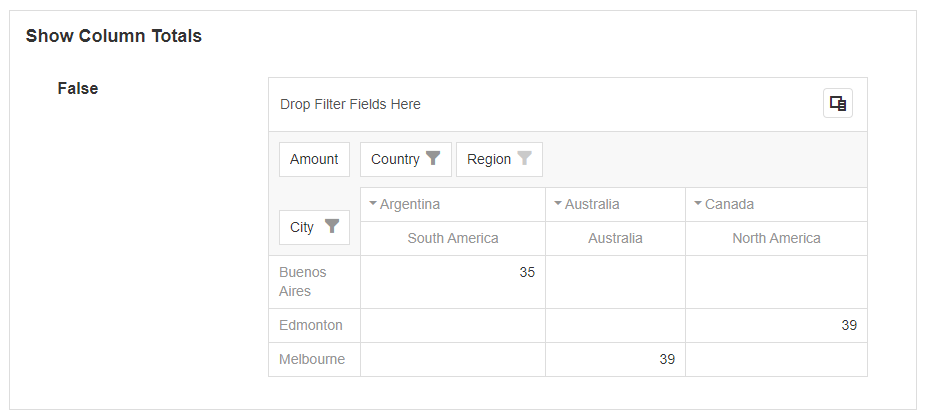 Show Column Totals
False
Drop Filter Fields Here
Amount Country Region
City
Argentina Australia Canada
South America Australia North America
Buenos
Aires 35
Edmonton 39
Melbourne 39